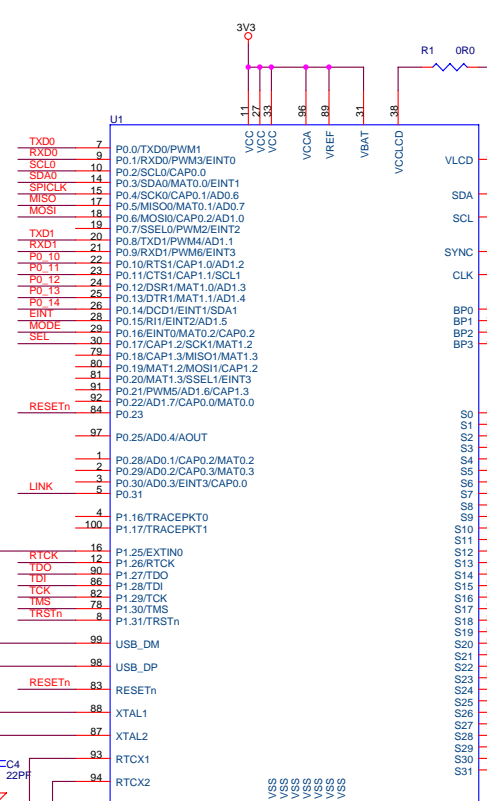 3V3
R1 0R0
U1
11 27 33 96 89 31 38
VCC VCC VCC VCCA VREF VBAT VCCLCD
TXD0 7 P0.0/TXD0/PWM1
RXD0 9 P0.1/RXD0/PWM3/EINT0 VLCD
SCL0 10 P0.2/SCL0/CAP0.0
SDA0 14 P0.3/SDA0/MAT0.0/EINT1
SPICLK 15 P0.4/SCK0/CAP0.1/AD0.6 SDA
MISO 17 P0.5/MISO0/MAT0.1/AD0.7
MOSI 18 P0.6/MOSI0/CAP0.2/AD1.0 SCL
19 P0.7/SSEL0/PWM2/EINT2
TXD1 20 P0.8/TXD1/PWM4/AD1.1
RXD1 21 P0.9/RXD1/PWM6/EINT3 SYNC
P0_10 22 P0.10/RTS1/CAP1.0/AD1.2
P0_11 23 P0.11/CTS1/CAP1.1/SCL1 CLK
P0_12 24 P0.12/DSR1/MAT1.0/AD1.3
P0_13 25 P0.13/DTR1/MAT1.1/AD1.4
P0_14 26 P0.14/DCD1/EINT1/SDA1 BP0
EINT 28 P0.15/RI1/EINT2/AD1.5 BP1
MODE 29 P0.16/EINT0/MAT0.2/CAP0.2 BP2
SEL 30 P0.17/CAP1.2/SCK1/MAT1.2 BP3
79 P0.18/CAP1.3/MISO1/MAT1.3
80 P0.19/MAT1.2/MOSI1/CAP1.2
81 P0.20/MAT1.3/SSEL1/EINT3
91 P0.21/PWM5/AD1.6/CAP1.3
92 P0.22/AD1.7/CAP0.0/MAT0.0
RESETn 84 P0.23 S0
S1
97 P0.25/AD0.4/AOUT S2
S3
1 P0.28/AD0.1/CAP0.2/MAT0.2 S4
2 P0.29/AD0.2/CAP0.3/MAT0.3 S5
3 P0.30/AD0.3/EINT3/CAP0.0 S6
LINK 5 P0.31 S7
S8
4 P1.16/TRACEPKT0 S9
100 P1.17/TRACEPKT1 S10
S11
16 P1.25/EXTIN0 S12
RTCK 12 P1.26/RTCK S13
TDO 90 P1.27/TDO S14
TDI 86 P1.28/TDI S15
TCK 82 P1.29/TCK S16
TMS 78 P1.30/TMS S17
TRSTn 8 P1.31/TRSTn S18
S19
99 USB_DM S20
S21
98 USB_DP S22
S23
RESETn 83 RESETn S24
S25
88 XTAL1 S26
S27
87 XTAL2 S28
S29
93 RTCX1 S30
C4 S31
22PF
94 RTCX2
VSS VSS VSS VSS VSS VSS VSS